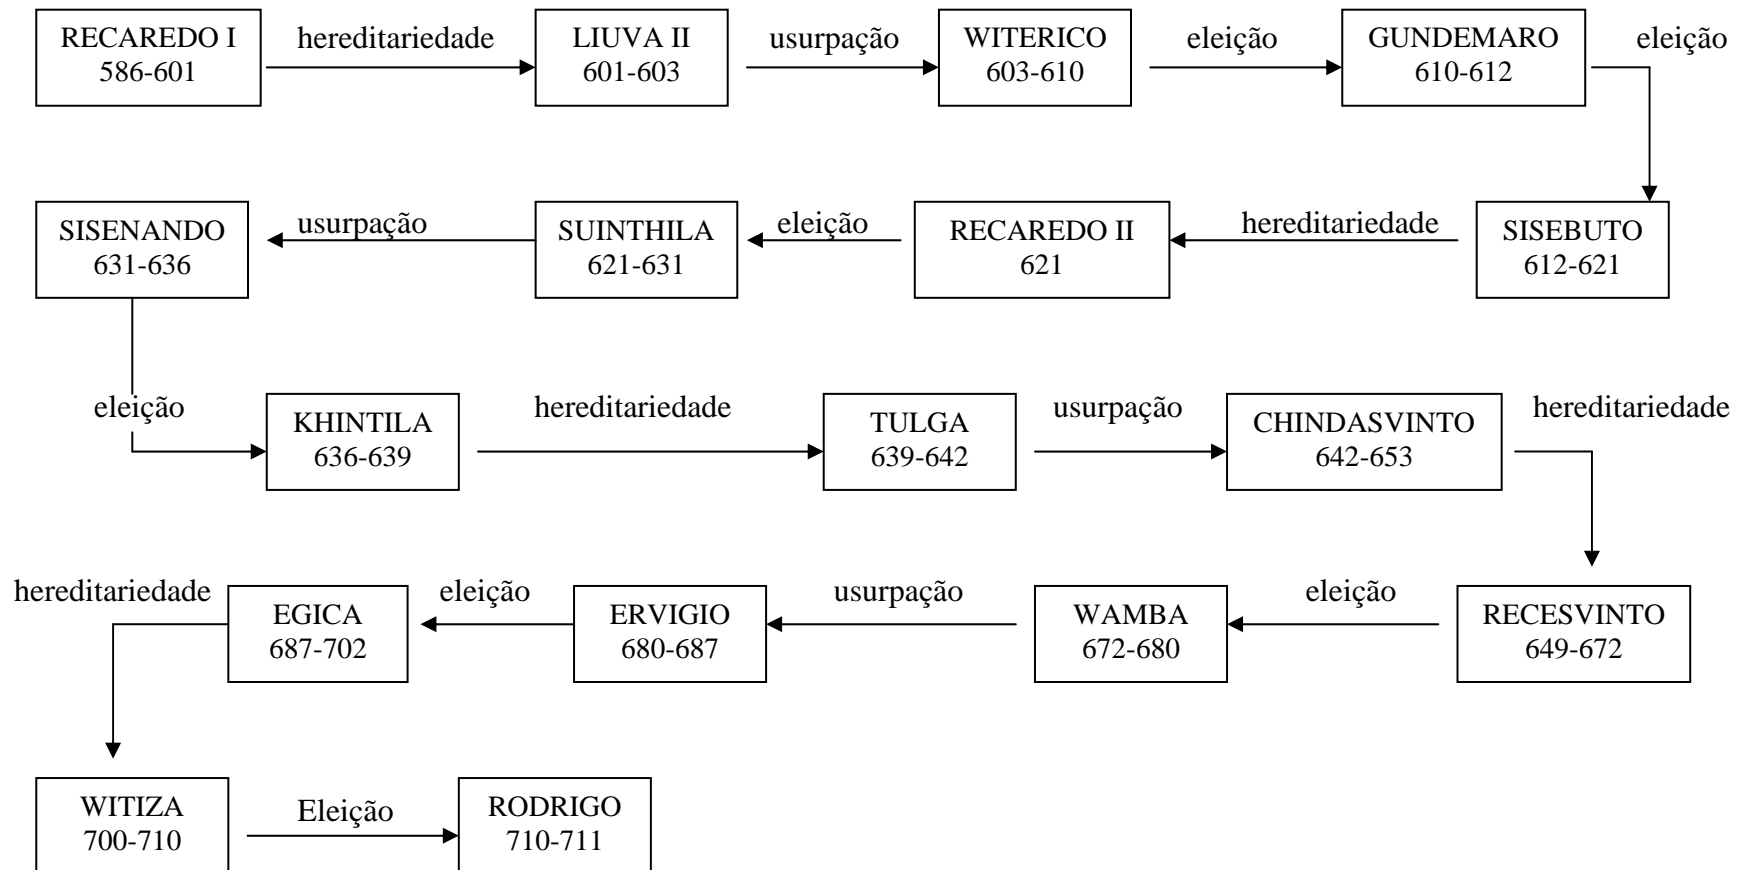 RECAREDO I
586-601
hereditariedade
LIUVA II
601-603
usurpação
WITERICO
603-610
eleição
GUNDEMARO
610-612
eleição
SISEBUTO
612-621
hereditariedade
RECAREDO II
621
eleição
SUINTHILA
621-631
usurpação
SISENANDO
631-636
eleição
KHINTILA
636-639
hereditariedade
TULGA
639-642
usurpação
CHINDASVINTO
642-653
hereditariedade
RECESVINTO
649-672
eleição
WAMBA
672-680
usurpação
ERVIGIO
680-687
eleição
EGICA
687-702
hereditariedade
WITIZA
700-710
Eleição
RODRIGO
710-711